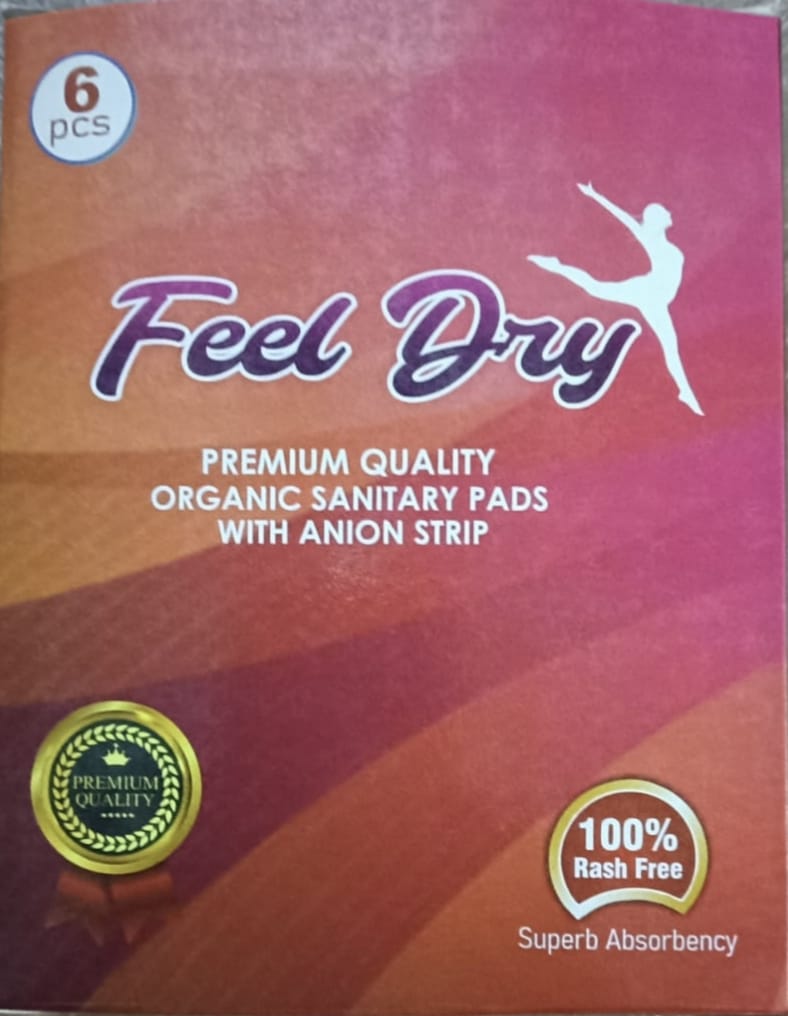 6
pcs
Feel Dry
PREMIUM QUALITY
ORGANIC SANITARY PADS
WITH ANION STRIP
PREMIUM
QUALITY
100%
Rash Free
Superb Absorbency